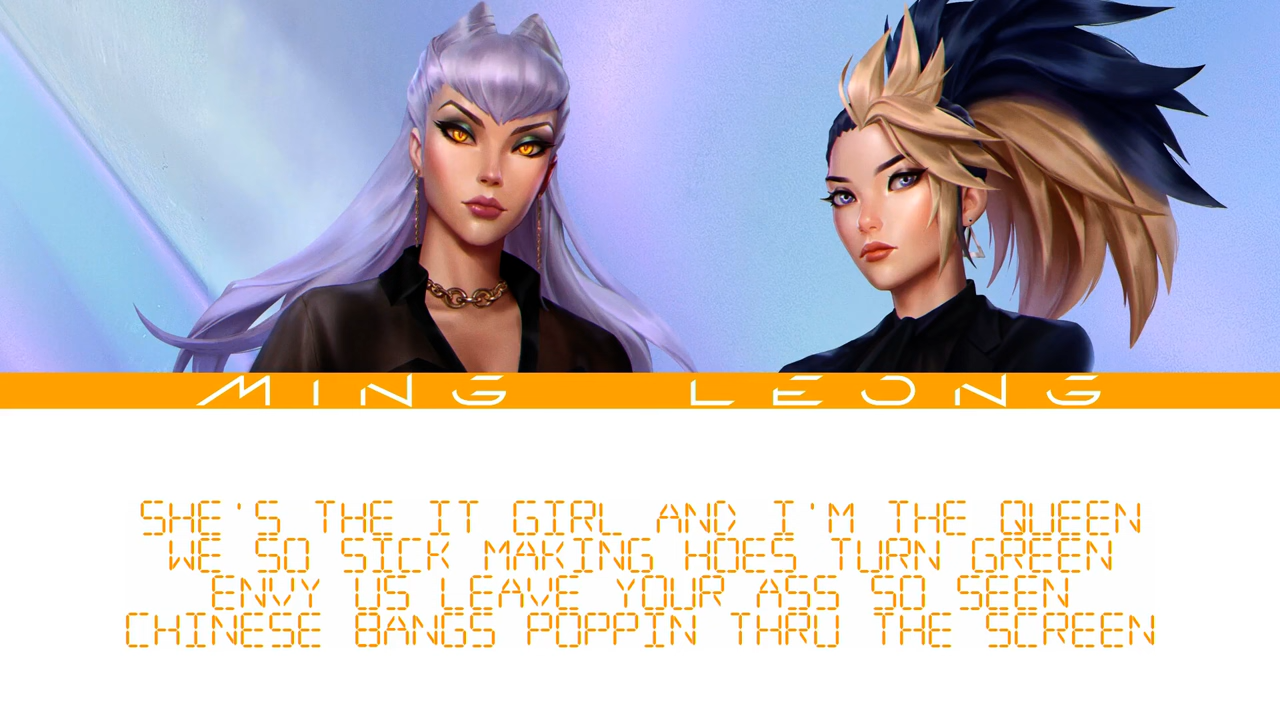 MING LEONG
SHE'S THE IT GIRL AND I'M THE QUEEN
WE SO SICK MAKING HOES TURN GREEN
ENVY US LEAVE YOUR ASS SO SEEN
CHINESE BANGS POPPIN THRU THE SCREEN